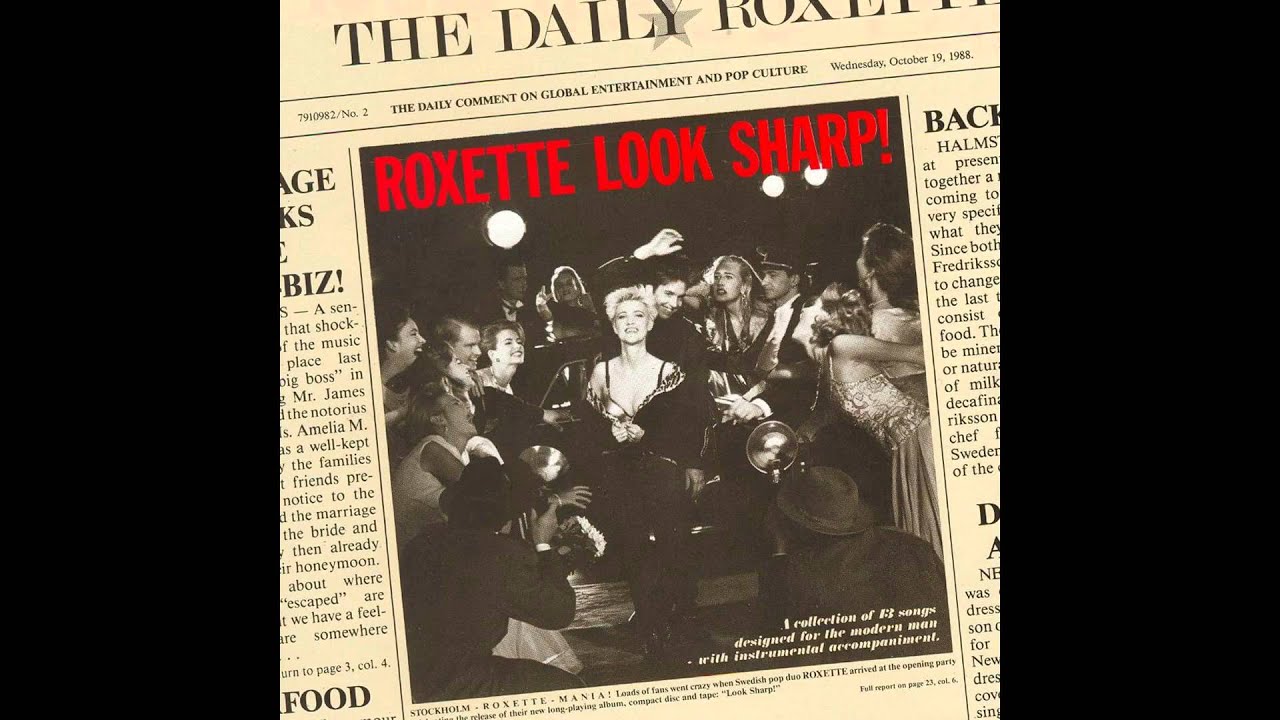 THE DAILY ROXETTE
7910982/No. 2
THE DAILY COMMENT ON GLOBAL ENTERTAINMENT AND POP CULTURE
Wednesday, October 19, 1988.
AGE
KS
E
BIZ!
S — A sen-
that shock-
of the music
place last
big boss" in
g Mr. James
d the notorius
s. Amelia M.
as a well-kept
y the families
t friends pre-
notice to the
d the marriage
the bride and
y then already
eir honeymoon.
about where
"escaped" are
t we have a feel-
are somewhere
. . .
urn to page 3, col. 4.
FOOD
ROXETTE LOOK SHARP!
A collection of 13 songs
designed for the modern man
- with instrumental accompaniment.
STOCKHOLM - ROXETTE - MANIA! Loads of fans went crazy when Swedish pop duo ROXETTE arrived at the opening party
the release of their new long-playing album, compact disc and tape: "Look Sharp!"
Full report on page 23, col. 6.
BACK
HALMST
at presen
together a
coming to
very specif
what they
Since both
Fredriksso
to change
the last t
consist
food. Th
be miner
or natura
of milk
decafina
riksson
chef
Sweden
of the
D
A
NE
was
dress
son o
for
New
dres
cove
sing